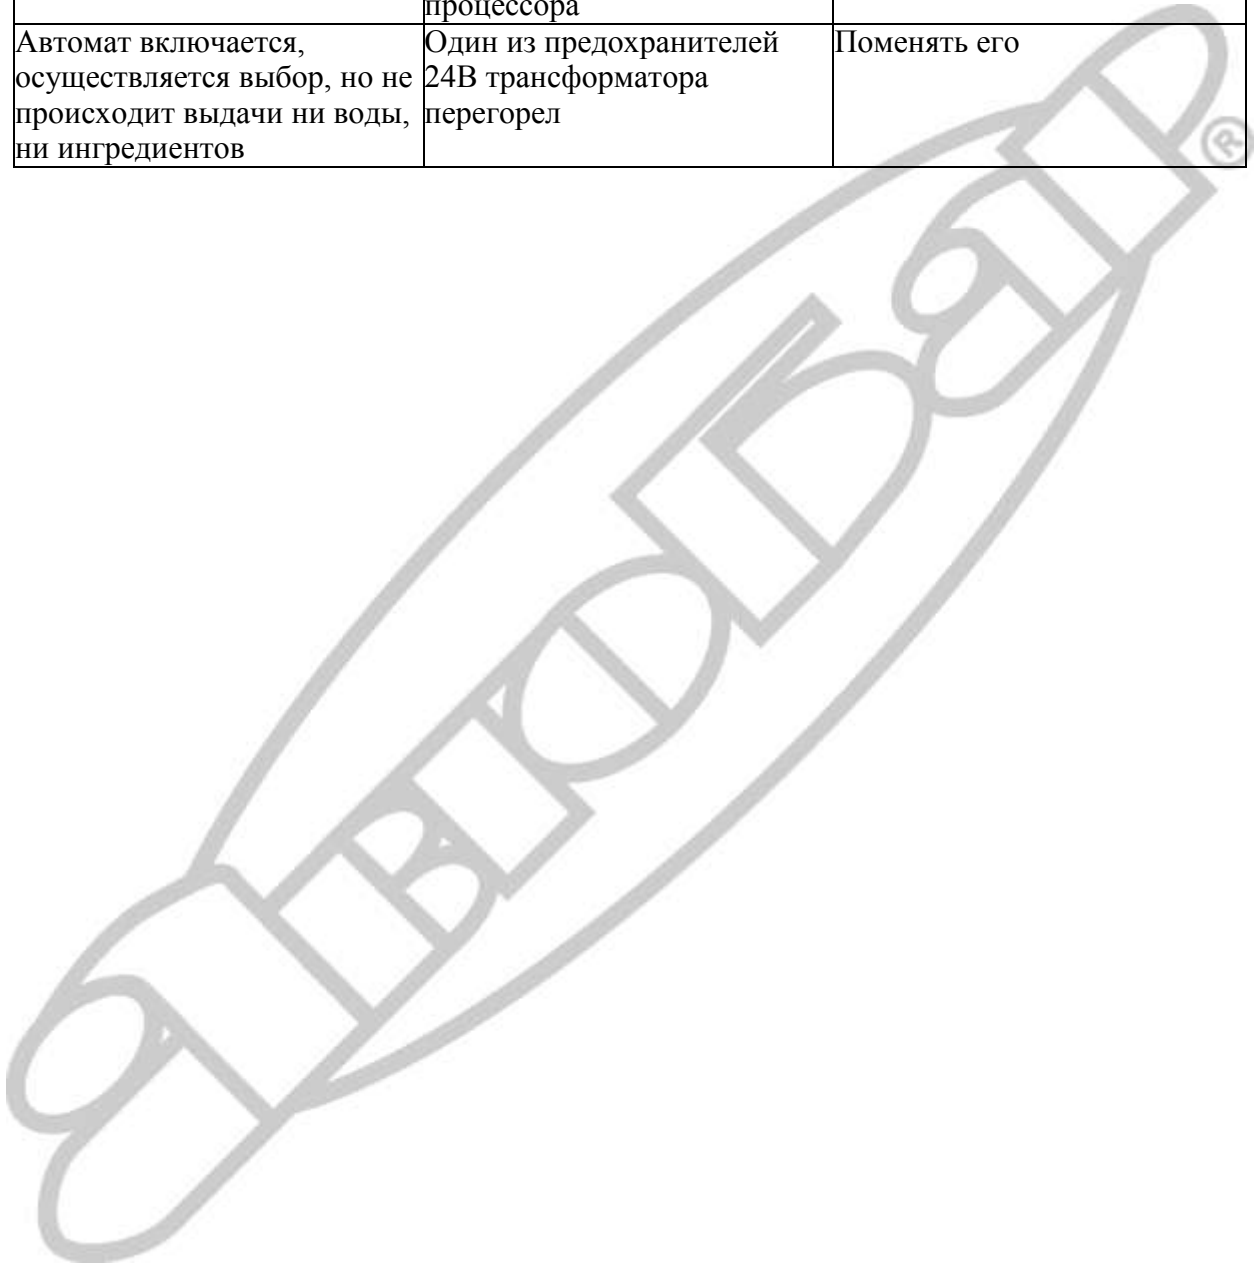 процессора
Автомат включается,
осуществляется выбор, но не
происходит выдачи ни воды,
ни ингредиентов
Один из предохранителей
24В трансформатора
перегорел
Поменять его
®